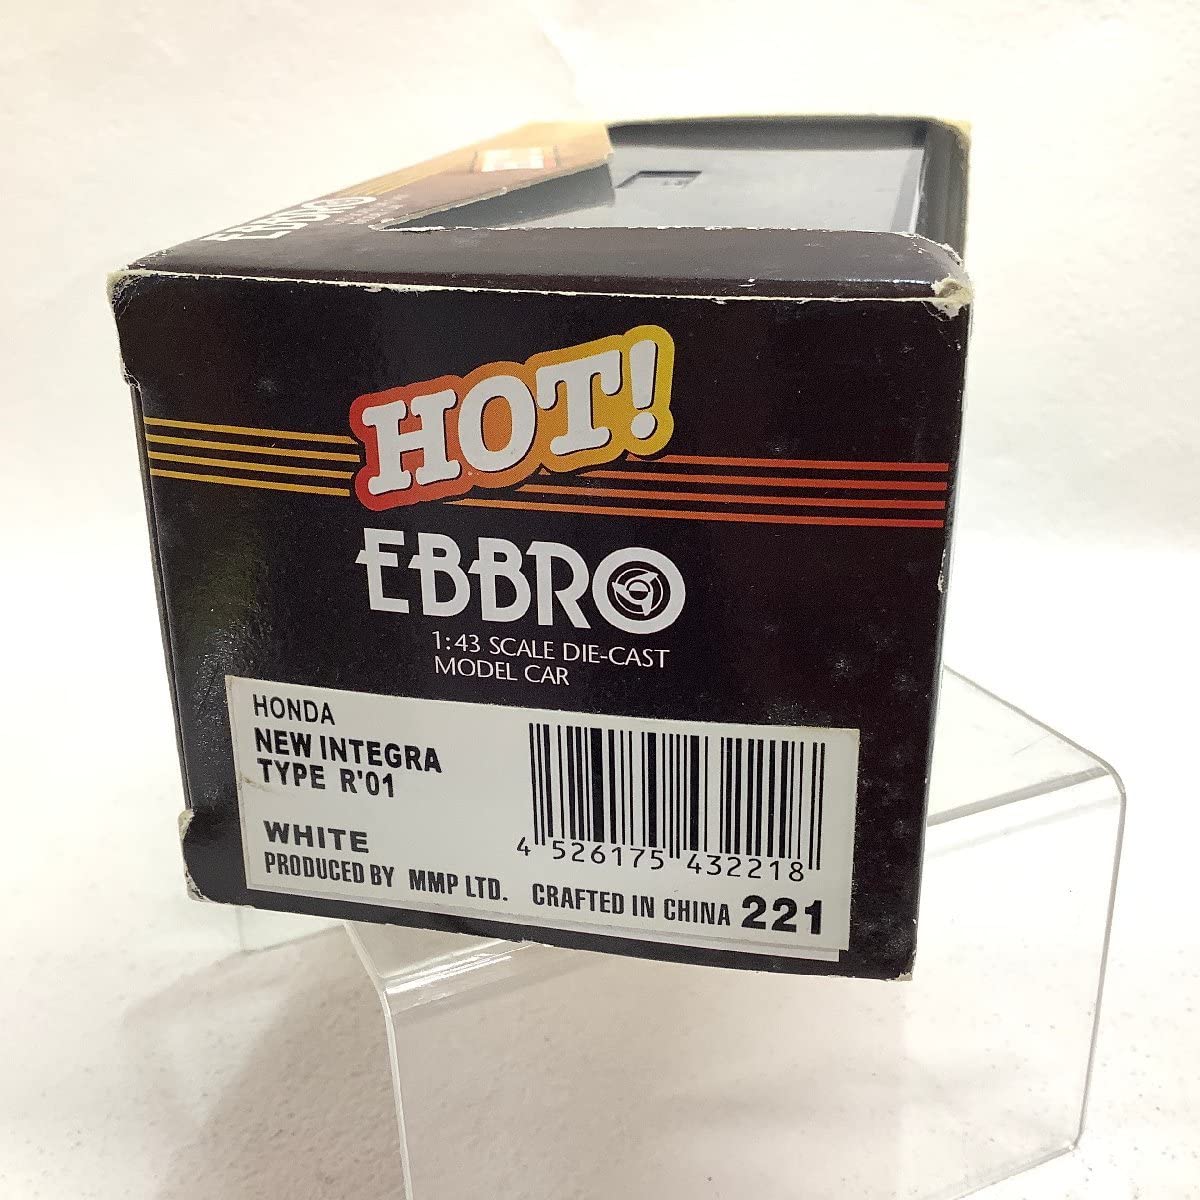 EBBRO
HOT!
EBBRO
1:43 SCALE DIE-CAST
MODEL CAR
HONDA
NEW INTEGRA
TYPE R'01
WHITE
4 526175 432218
PRODUCED BY MMP LTD. CRAFTED IN CHINA 221